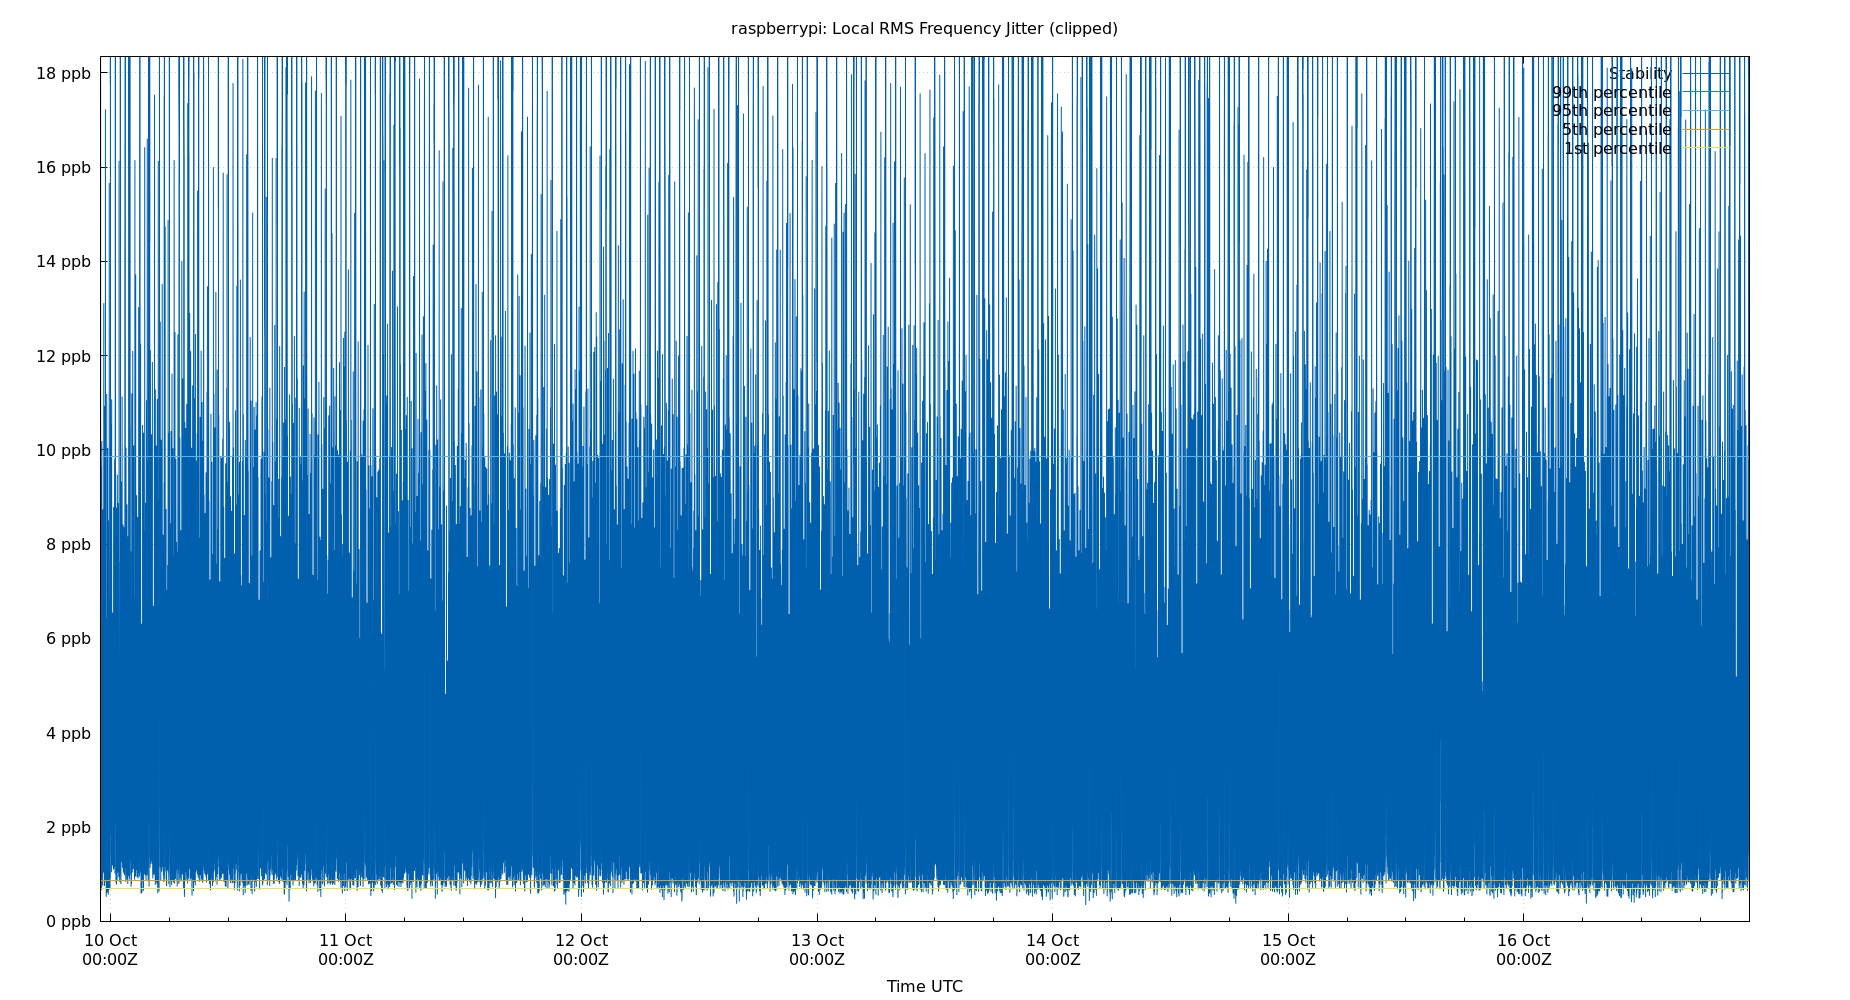 raspberrypi: Local RMS Frequency Jitter (clipped)
18 ppb
16 ppb
14 ppb
12 ppb
10 ppb
8 ppb
6 ppb
4 ppb
2 ppb
0 ppb
Stability
99th percentile
95th percentile
5th percentile
1st percentile
10 Oct
00:00Z
11 Oct
00:00Z
12 Oct
00:00Z
13 Oct
00:00Z
14 Oct
00:00Z
15 Oct
00:00Z
16 Oct
00:00Z
Time UTC